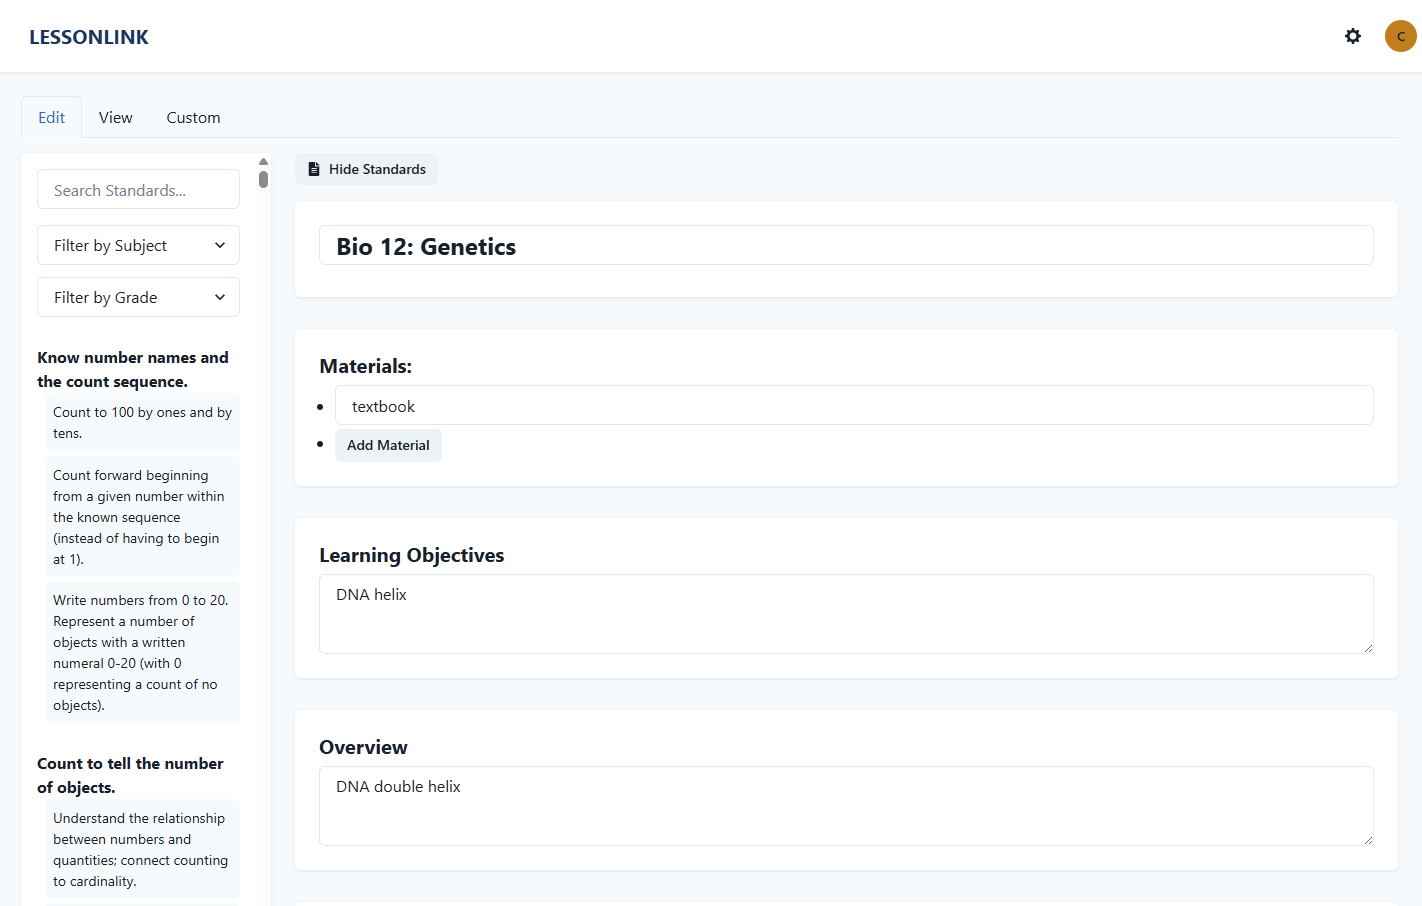 LESSONLINK
C
Edit
View
Custom
Search Standards...
Filter by Subject
Filter by Grade
Know number names and
the count sequence.
Count to 100 by ones and by
tens.
Count forward beginning
from a given number within
the known sequence
(instead of having to begin
at 1).
Write numbers from 0 to 20.
Represent a number of
objects with a written
numeral 0-20 (with 0
representing a count of no
objects).
Count to tell the number
of objects.
Understand the relationship
between numbers and
quantities; connect counting
to cardinality.
Hide Standards
Bio 12: Genetics
Materials:
textbook
Add Material
Learning Objectives
DNA helix
Overview
DNA double helix